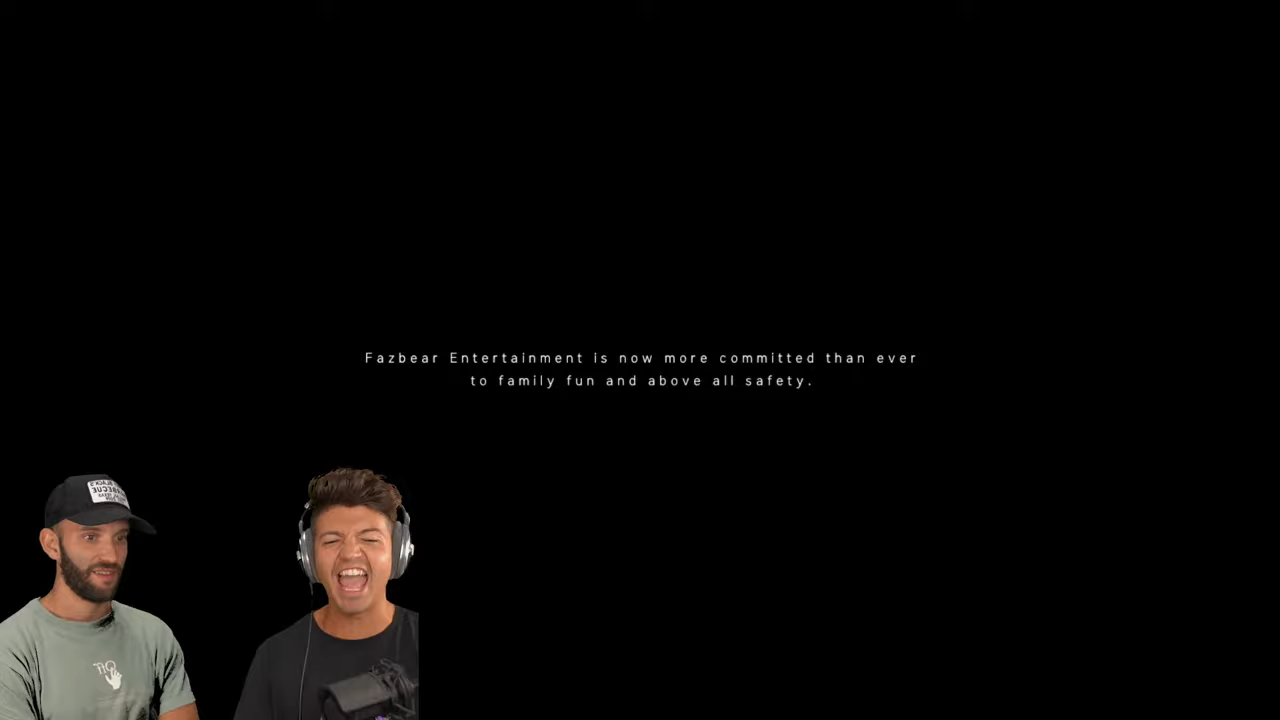 Fazbear Entertainment is now more committed than ever
to family fun and above all safety.